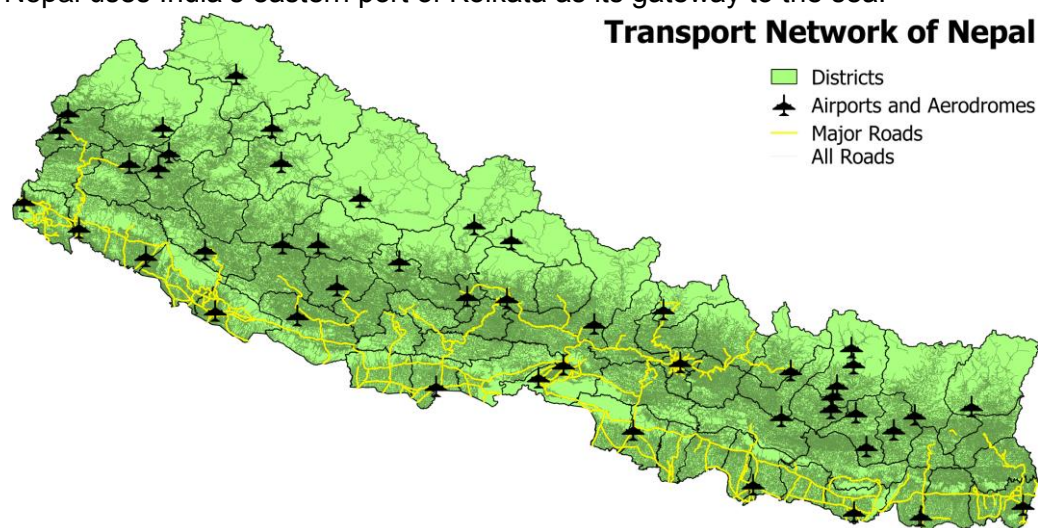 Nepal India's eastern port of Kolkata as its gateway to the sea.
Transport Network of Nepal
Districts
Airports and Aerodromes
Major Roads
All Roads